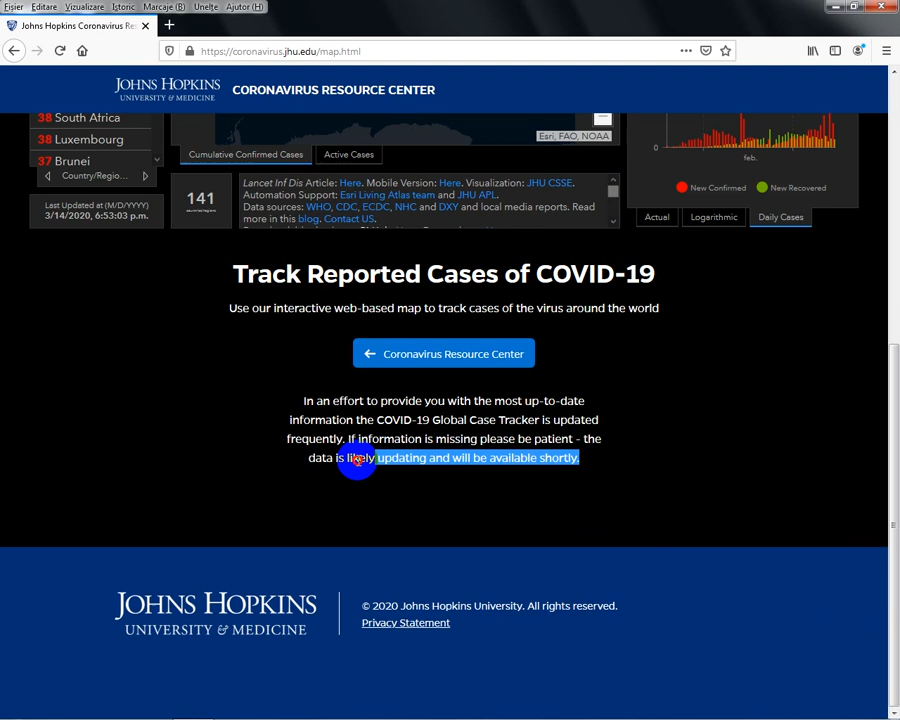 Fișier Editare Vizualizare Istoric Marcaje (B) Unelte Ajutor (H)
Johns Hopkins Coronavirus Re
https://coronavirus.jhu.edu/map.html
JOHNS HOPKINS
UNIVERSITY & MEDICINE
CORONAVIRUS RESOURCE CENTER
38 South Africa
38 Luxembourg
37 Brunei
Country/Regio...
Last Updated at (M/D/YYYY)
3/14/2020, 6:53:03 p.m.
Esri, FAO, NOAA
Cumulative Confirmed Cases
Active Cases
141
countries/regions
Lancet Inf Dis Article: Here. Mobile Version: Here. Visualization: JHU CSSE.
Automation Support: Esri Living Atlas team and JHU APL.
Data sources: WHO, CDC, ECDC, NHC and DXY and local media reports. Read
more in this blog. Contact US.
0
feb.
New Confirmed
New Recovered
Actual
Logarithmic
Daily Cases
Track Reported Cases of COVID-19
Use our interactive web-based map to track cases of the virus around the world
Coronavirus Resource Center
In an effort to provide you with the most up-to-date
information the COVID-19 Global Case Tracker is updated
frequently. If information is missing please be patient - the
data is likely updating and will be available shortly.
JOHNS HOPKINS
UNIVERSITY & MEDICINE
© 2020 Johns Hopkins University. All rights reserved.
Privacy Statement